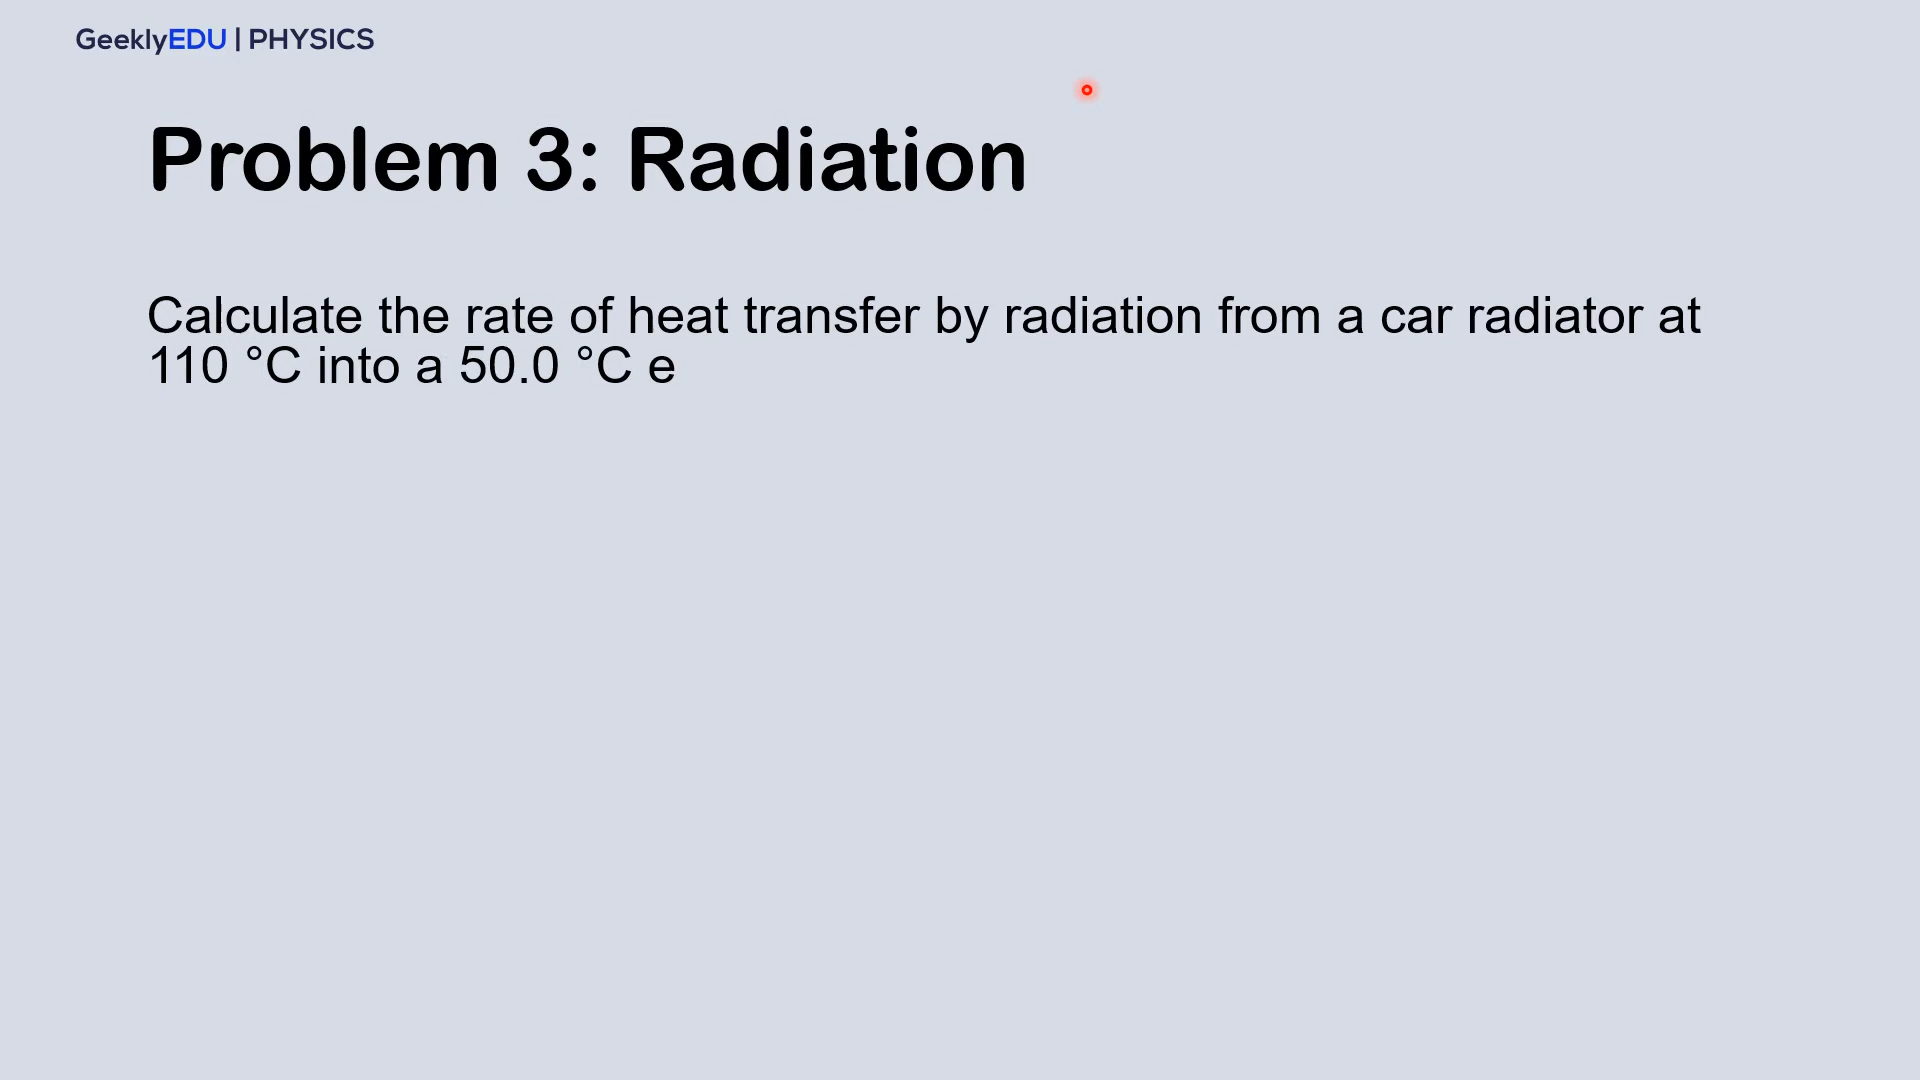 GeeklyEDU | PHYSICS
Problem 3: Radiation
Calculate the rate of heat transfer by radiation from a car radiator at
110 °C into a 50.0 °C e